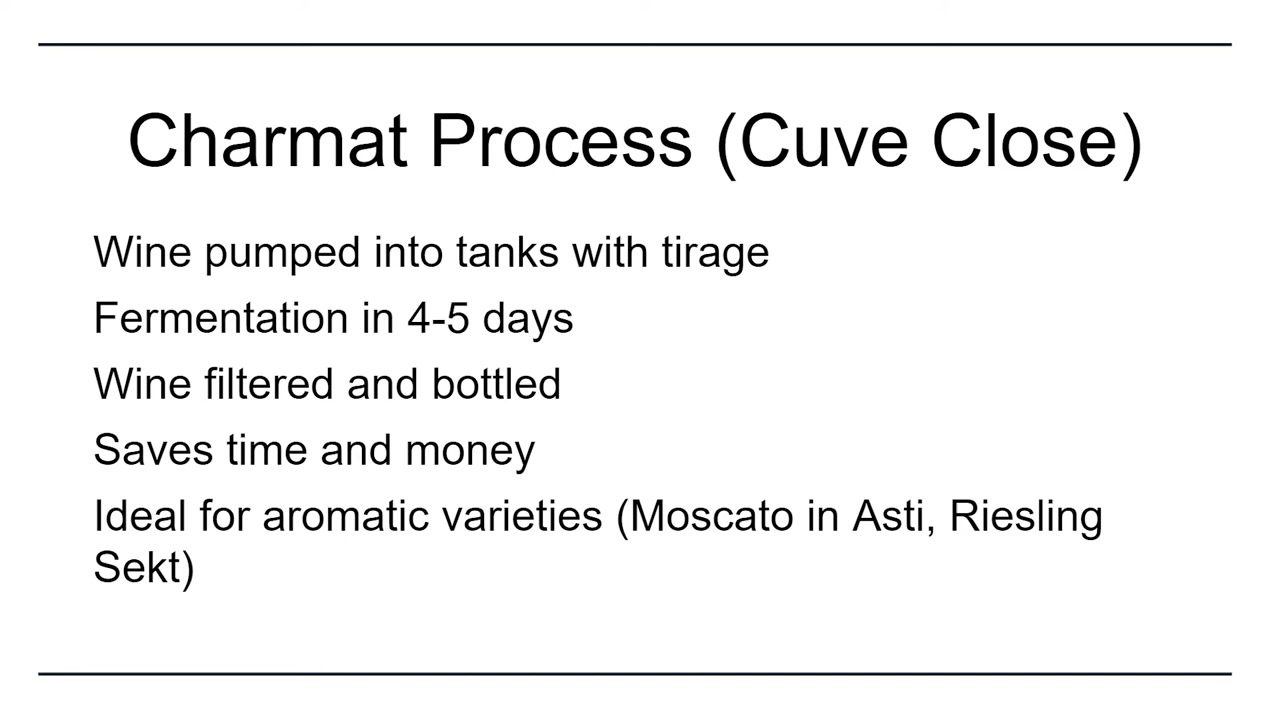 Charmat Process (Cuve Close)
Wine pumped into tanks with tirage
Fermentation in 4-5 days
Wine filtered and bottled
Saves time and money
Ideal for aromatic varieties (Moscato in Asti, Riesling
Sekt)